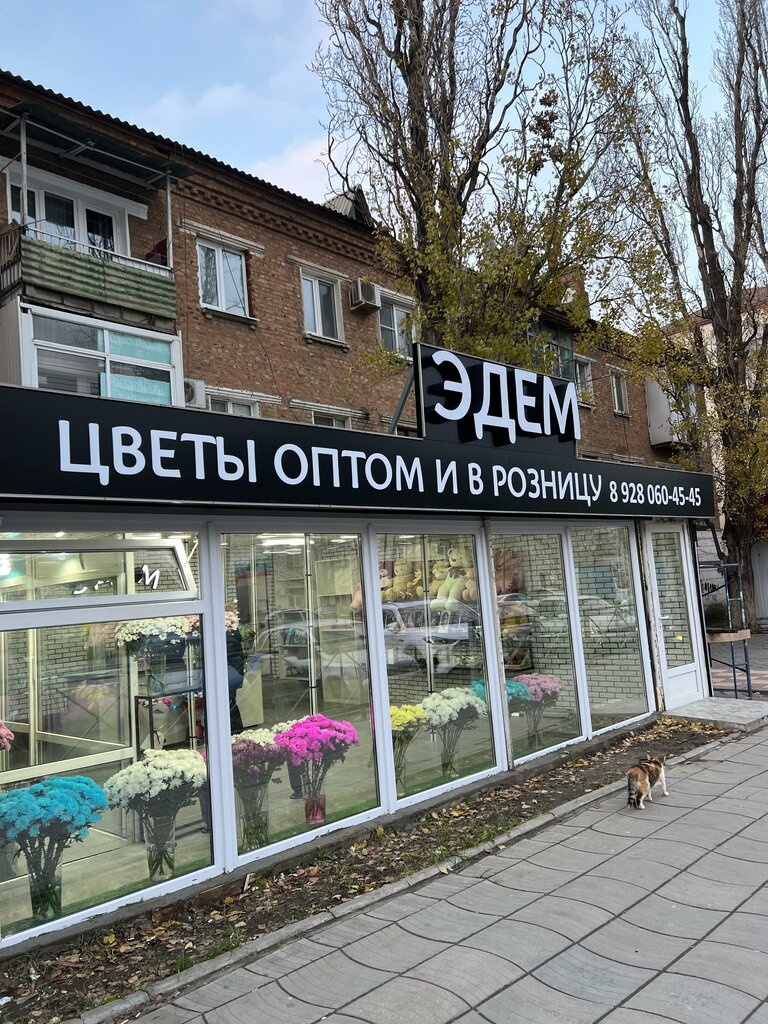 ЭДЕМ
ЦВЕТЫ ОПТОМ И В РОЗНИЦУ 8 928 060-45-45